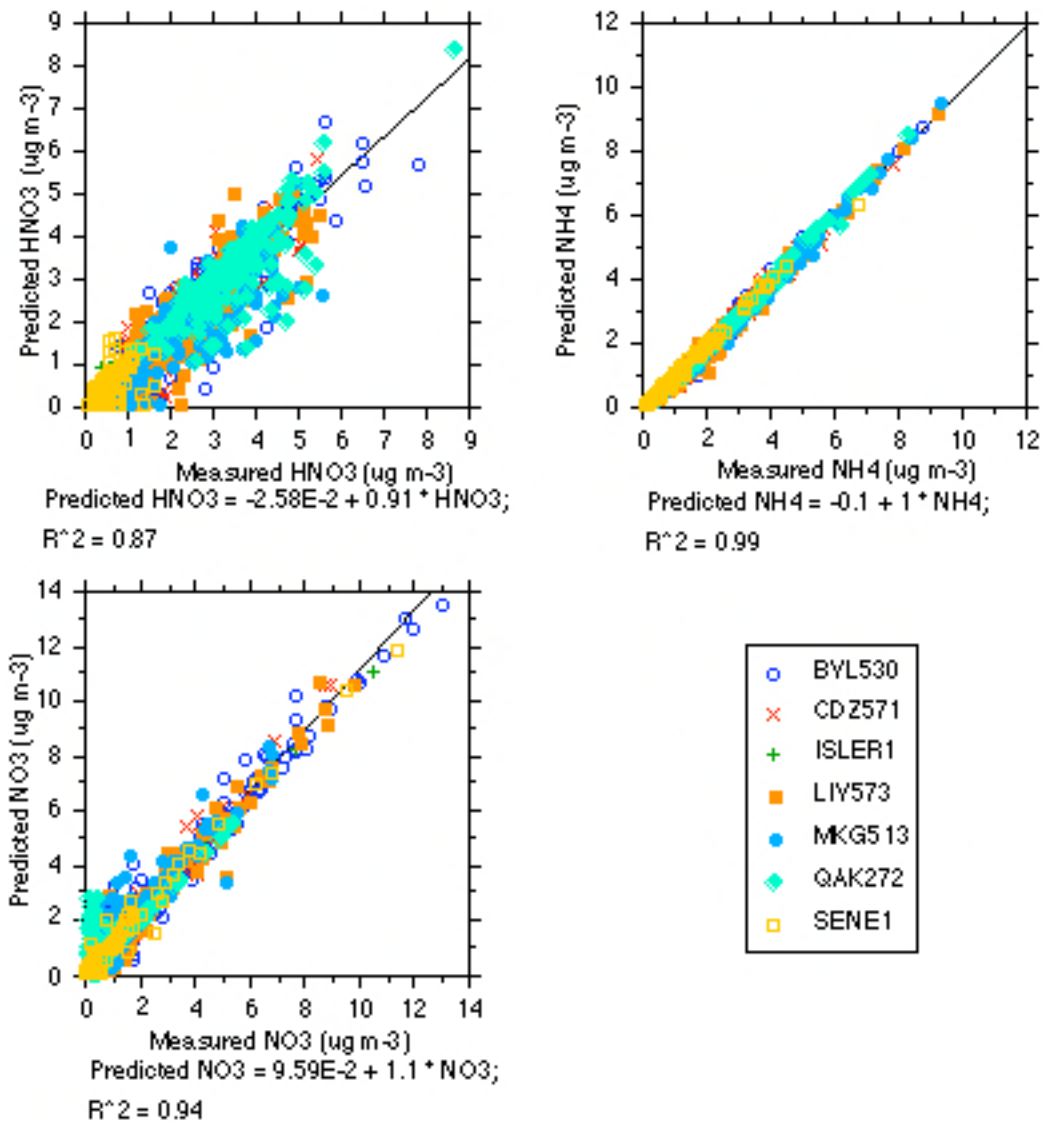 9
8
7
6
5
4
3
2
1
0
Predicted HNO3 (ug m-3)
0 1 2 3 4 5 6 7 8 9
Measured HNO3 (ug m-3)
Predicted HNO3 = -2.58E-2 + 0.91 * HNO3;
R^2 = 0.87
12
10
8
6
4
2
0
Predicted NH4 (ug m-3)
0 2 4 6 8 10 12
Measured NH4 (ug m-3)
Predicted NH4 = -0.1 + 1 * NH4;
R^2 = 0.99
14
12
10
8
6
4
2
0
Predicted NO3 (ug m-3)
0 2 4 6 8 10 12 14
Measured NO3 (ug m-3)
Predicted NO3 = 9.59E-2 + 1.1 * NO3;
R^2 = 0.94
BYL530
CDZ571
ISLER1
LIV573
MKG513
QAK272
SENE1